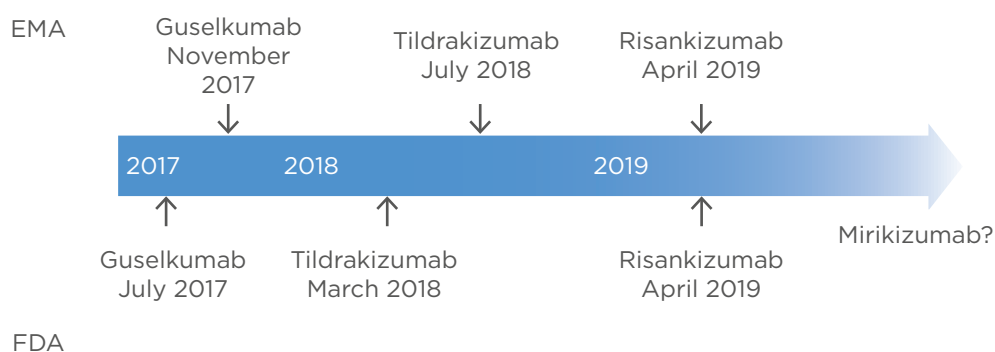 EMA
Guselkumab
November
2017
Tildrakizumab
July 2018
Risankizumab
April 2019
2017
2018
2019
Mirikizumab?
Guselkumab
July 2017
Tildrakizumab
March 2018
Risankizumab
April 2019
FDA